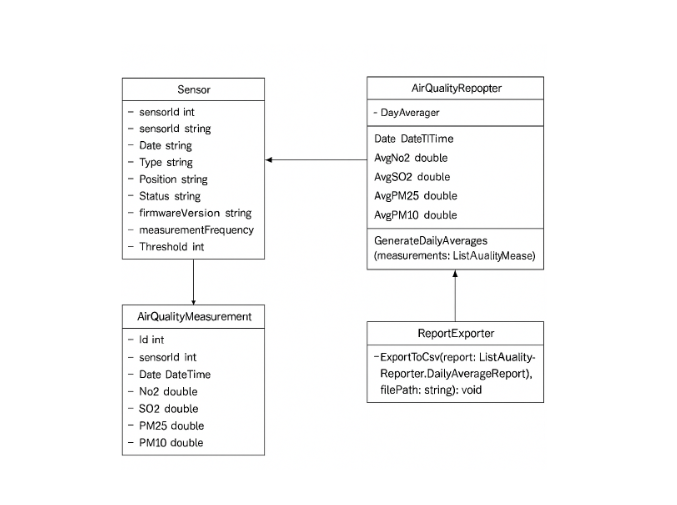 Sensor
- sensorId int
- sensorId string
- Date string
- Type string
- Position string
- Status string
- firmwareVersion string
- measurementFrequency
- Threshold int
AirQualityMeasurement
- Id int
- sensorId int
- Date DateTime
- No2 double
- SO2 double
- PM25 double
- PM10 double
AirQualityRepopter
- DayAverager
Date DateTlTime
AvgNo2 double
AvgSO2 double
AvgPM25 double
AvgPM10 double
GenerateDailyAverages
(measurements: ListAualityMease)
ReportExporter
-ExportToCsv(report: ListAuality-
Reporter.DailyAverageReport),
filePath: string): void